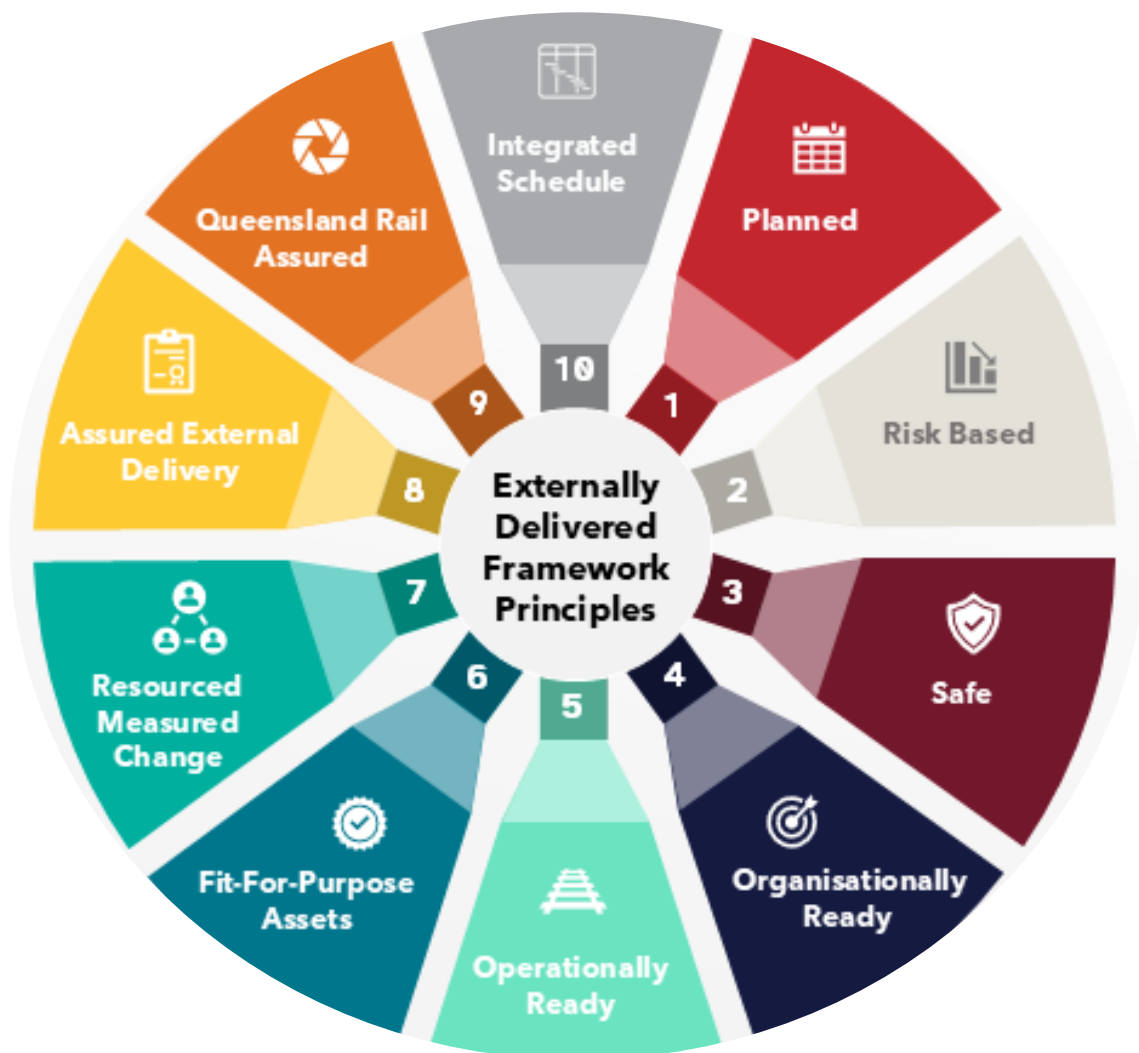 Externally
Delivered
Framework
Principles
1
Planned
2
Risk Based
3
Safe
4
Organisationally
Ready
5
Operationally
Ready
6
Fit-For-Purpose
Assets
7
Resourced
Measured
Change
8
Assured External
Delivery
9
Queensland Rail
Assured
10
Integrated
Schedule